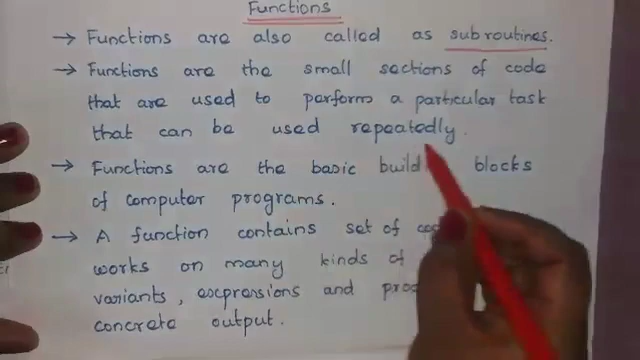 Functions
→ Functions are also called as subroutines.
→ Functions are the small sections of code
that are used to perform a particular task
that can be used repeatedly.
→ Functions are the basic build blocks
of computer programs.
→ A function contains set of
works on many kinds of
variants, expressions and
concrete output.